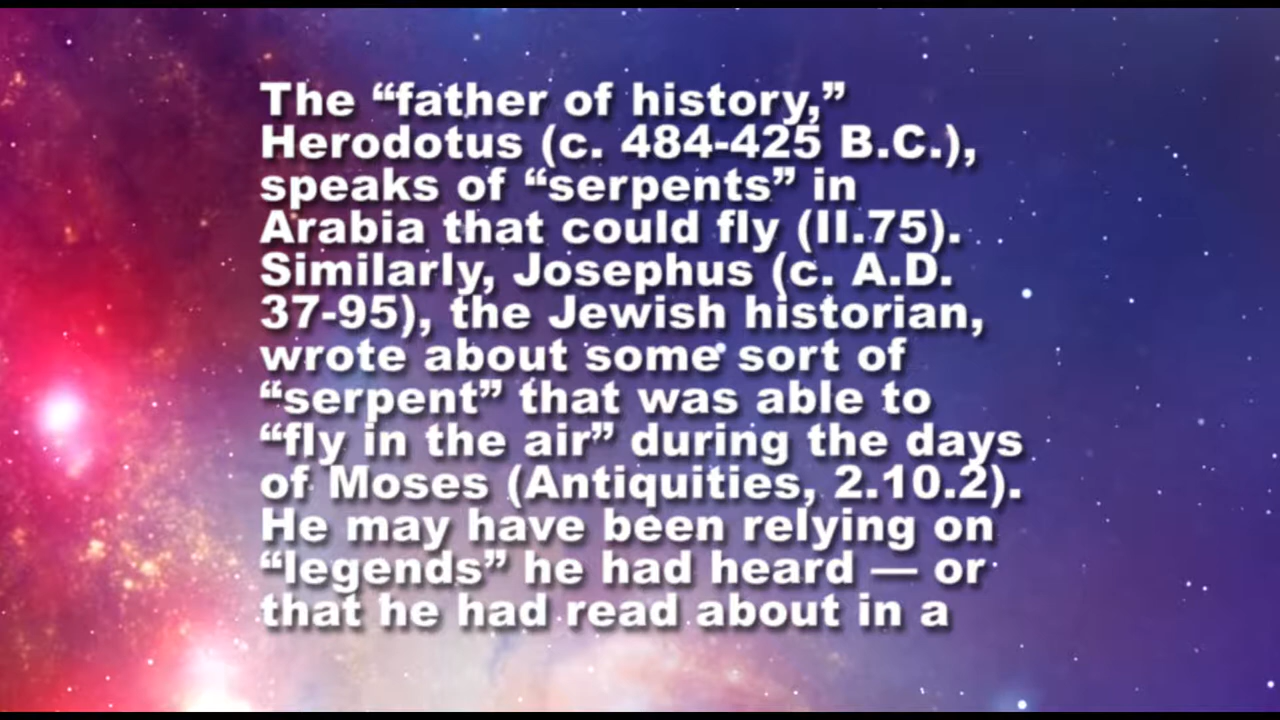 The “father of history,”
Herodotus (c. 484-425 B.C.),
speaks of “serpents” in
Arabia that could fly (II.75).
Similarly, Josephus (c. A.D.
37-95), the Jewish historian,
wrote about some sort of
“serpent” that was able to
“fly in the air” during the days
of Moses (Antiquities, 2.10.2).
He may have been relying on
“legends” he had heard — or
that he had read about in a